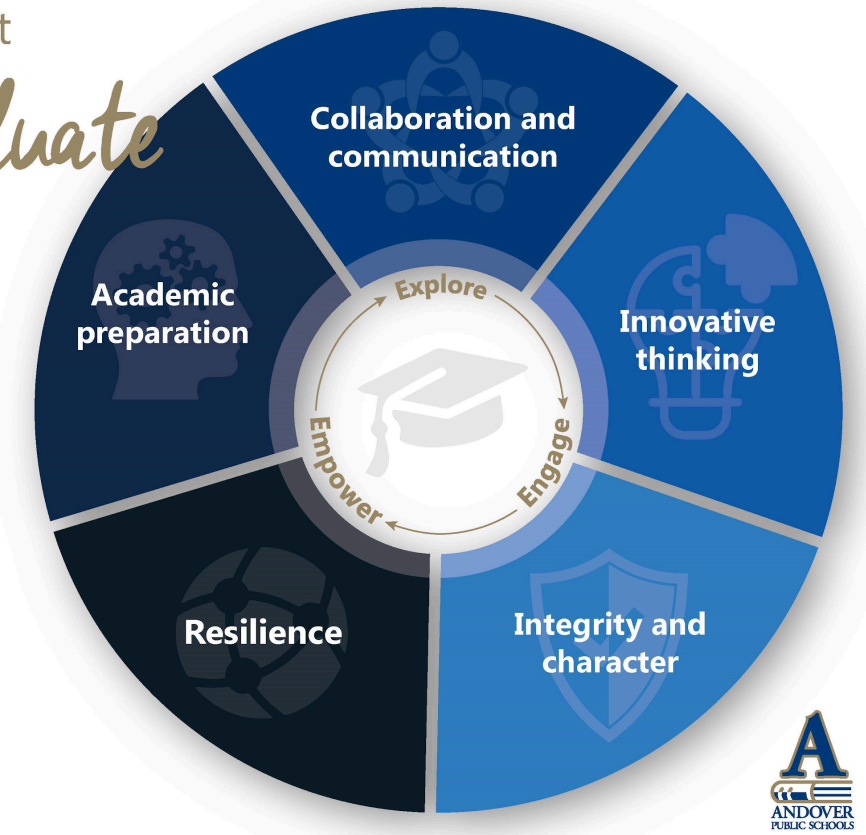 Collaboration and
communication
Innovative
thinking
Integrity and
character
Resilience
Academic
preparation
Explore
Engage
Empower
A
ANDOVER
PUBLIC SCHOOLS